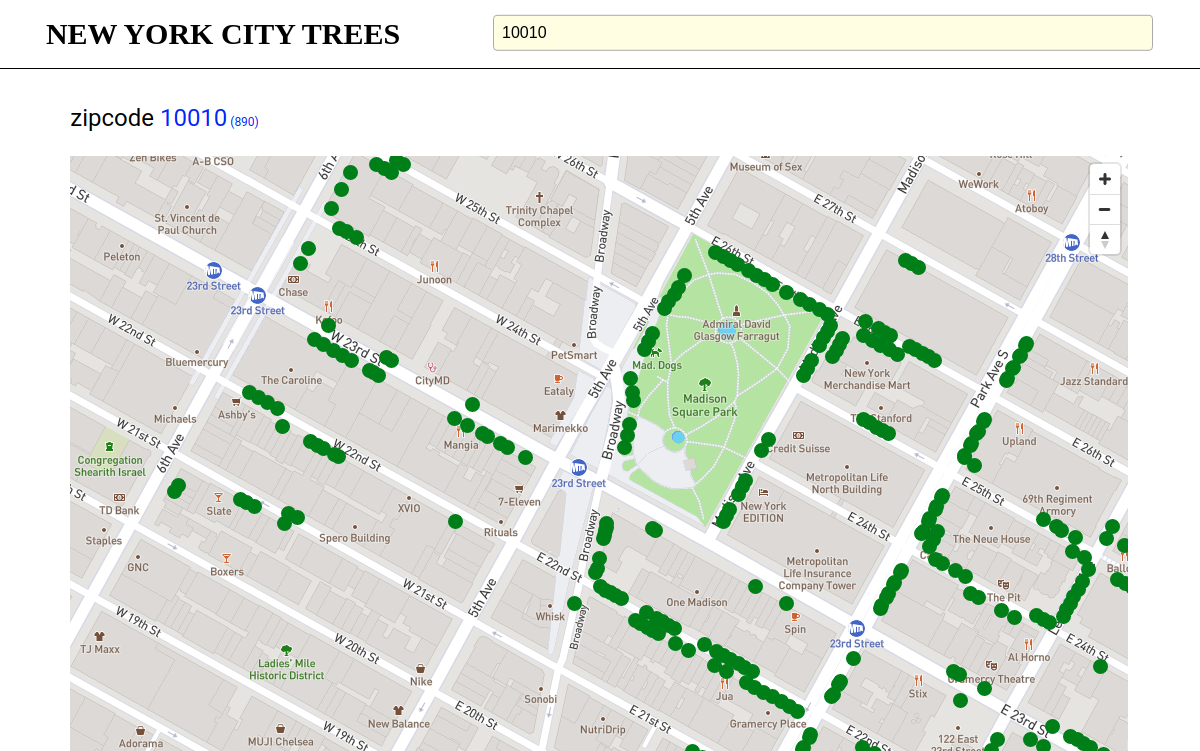 NEW YORK CITY TREES
10010
zipcode 10010 (890)
Zen Bikes
A-B CSO
W 26th St
Museum of Sex
WeWork
Atoboy
St. Vincent de
Paul Church
W 25th St
Trinity Chapel
Complex
5th Ave
E 27th St
Broadway
Peleton
23rd Street
Chase
Junoon
E 26th St
28th Street
23rd Street
W 22nd St
W 24th St
Broadway
5th Ave
Admiral David
Glasgow Farragut
Bluemercury
W 23rd St
CityMD
PetSmart
Mad. Dogs
New York
Merchandise Mart
Park Ave S
Jazz Standard
The Caroline
Eataly
5th Ave
Madison
Square Park
Michaels
Ashby's
Marimekko
Broadway
W 21st St
6th Ave
W 22nd St
Mangia
Credit Suisse
Upland
E 26th St
Congregation
Shearith Israel
23rd Street
Metropolitan Life
North Building
E 25th St
TD Bank
Slate
XVIO
7-Eleven
New York
EDITION
69th Regiment
Armory
Staples
Spero Building
Rituals
Broadway
E 24th St
The Neue House
GNC
Boxers
E 22nd St
Metropolitan
Life Insurance
Company Tower
W 21st St
5th Ave
The Pit
W 19th St
Whisk
Broadway
One Madison
Spin
23rd Street
E 24th St
TJ Maxx
W 20th St
Ladies' Mile
Historic District
Al Horno
Nike
Sonobi
Jua
Stix
Gramercy Theatre
New Balance
E 20th St
E 21st St
Gramercy Place
E 23rd St
Adorama
MUJI Chelsea
W 19th St
NutriDrip
E 22nd St
122 East
23rd Street